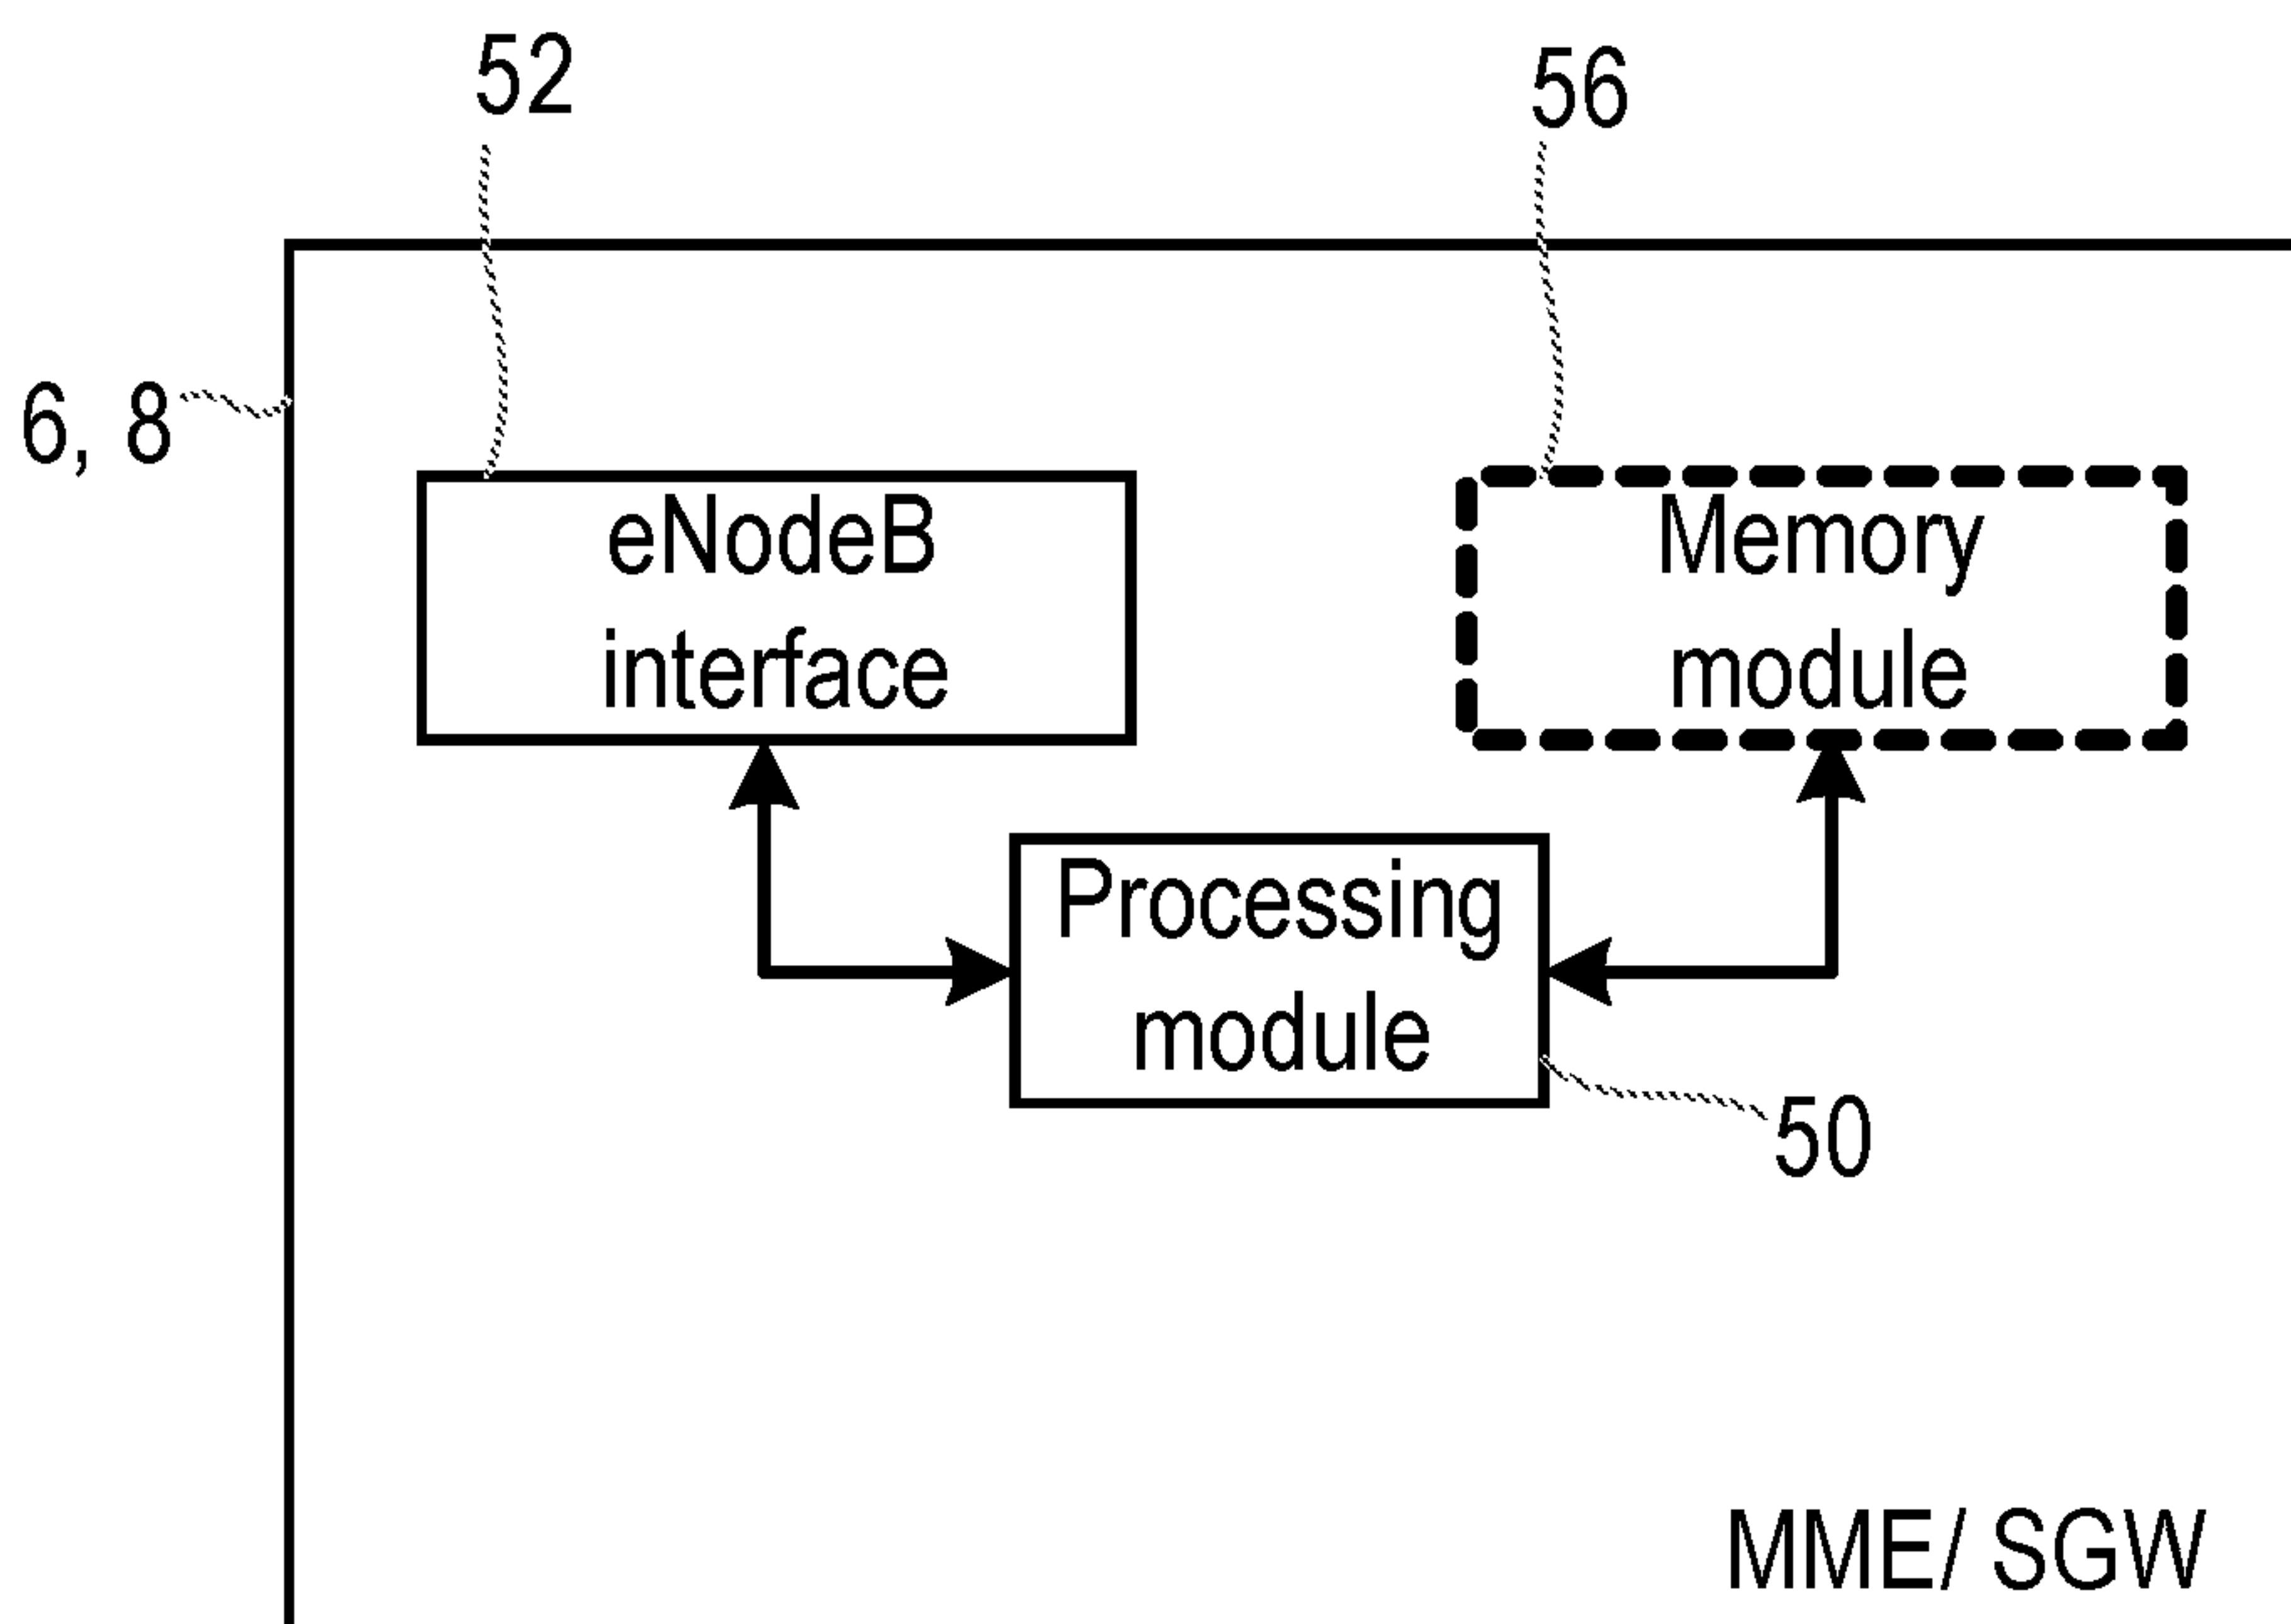 52
56
6, 8
eNodeB
interface
Memory
module
Processing
module
50
MME/ SGW